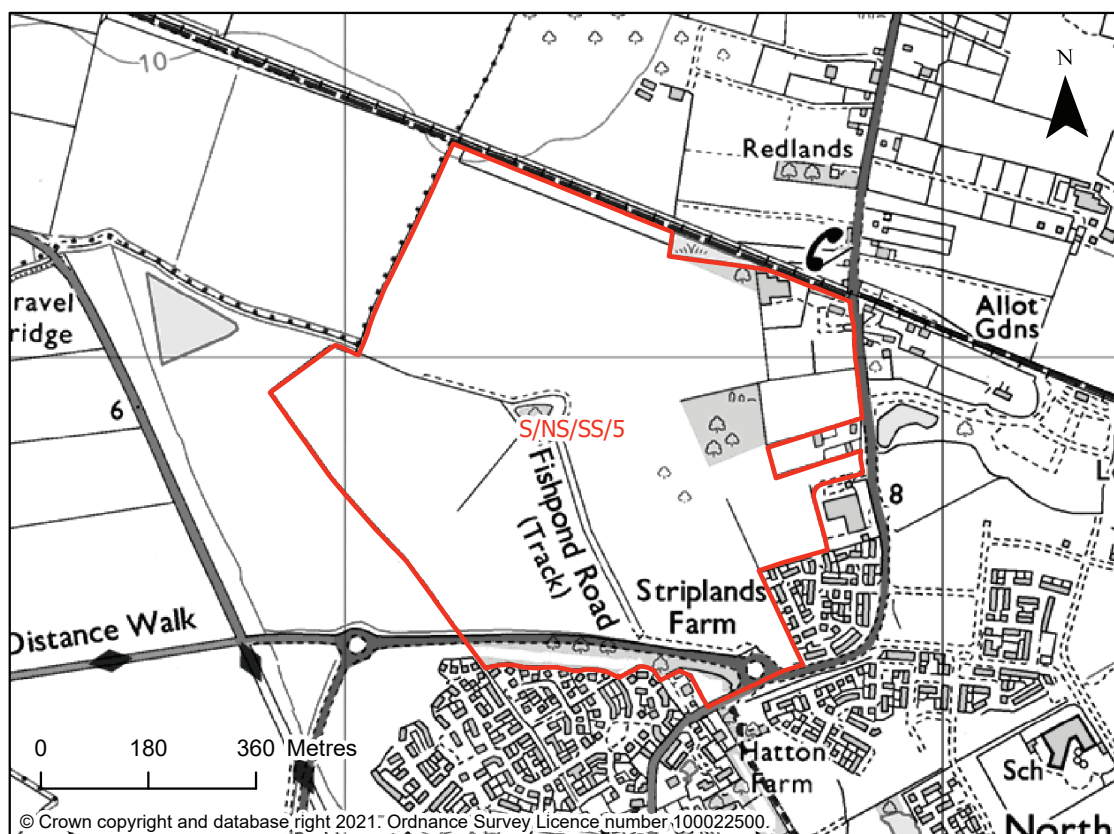 10
N
Redlands
ravel
ridge
Allot
Gdns
6
S/NS/SS/5
Fishpond Road
(Track)
8
Striplands
Farm
Distance Walk
Hatton
Farm
Sch
North
0 180 360 Metres
© Crown copyright and database right 2021. Ordnance Survey Licence number 100022500.